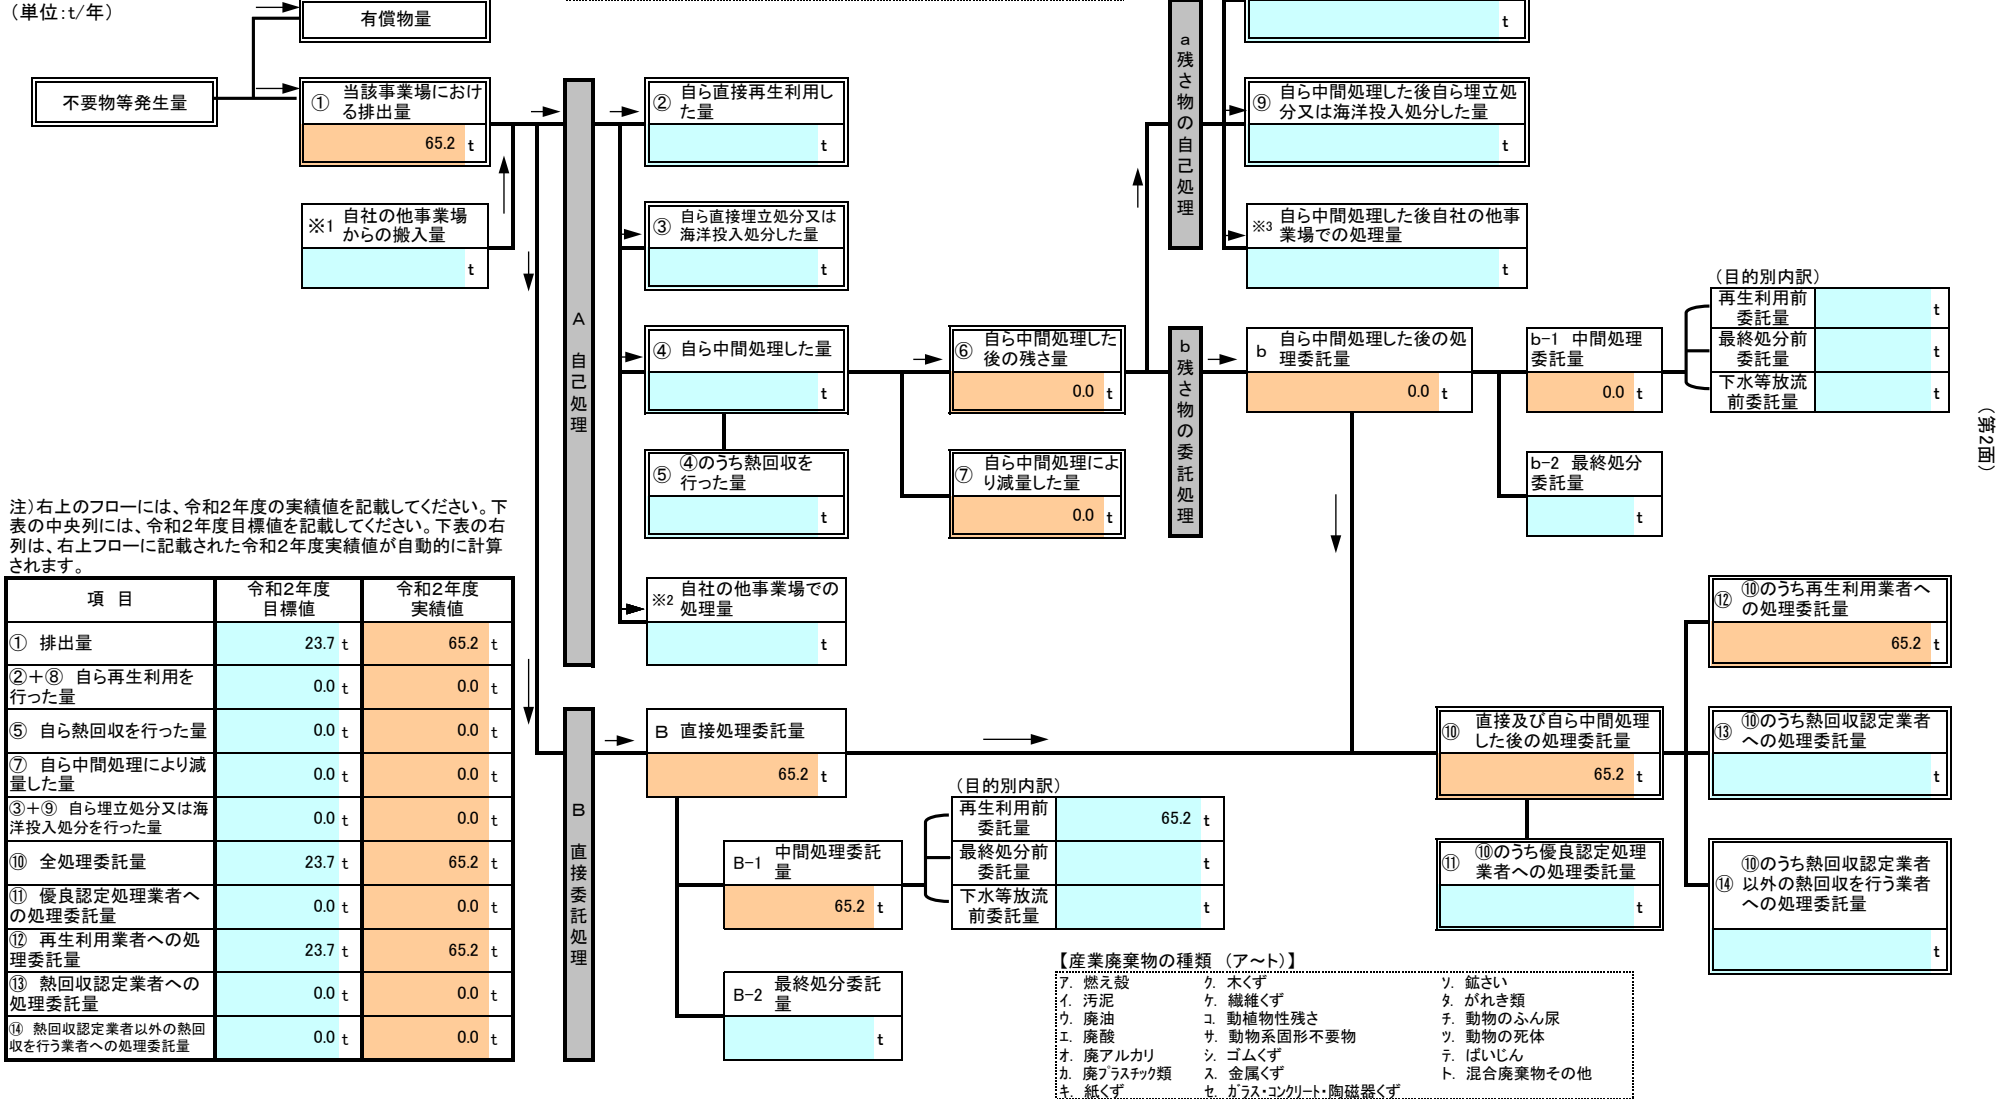 （単位:t/年）
有償物量
t
不要物等発生量
① 当該事業場におけ
る排出量
65.2 t
※1 自社の他事業場
からの搬入量
t
A 自己処理
② 自ら直接再生利用し
た量
t
③ 自ら直接埋立処分又は
海洋投入処分した量
t
④ 自ら中間処理した量
t
⑤ ④のうち熱回収を
行った量
t
※2 自社の他事業場での
処理量
t
⑥ 自ら中間処理した
後の残さ量
0.0 t
⑦ 自ら中間処理によ
り減量した量
0.0 t
a 残さ物の自己処理
⑨ 自ら中間処理した後自ら埋立処
分又は海洋投入処分した量
t
※3 自ら中間処理した後自社の他事
業場での処理量
t
b 残さ物の委託処理
b 自ら中間処理した後の処
理委託量
0.0 t
b-1 中間処理
委託量
0.0 t
（目的別内訳）
再生利用前
委託量 t
最終処分前
委託量 t
下水等放流
前委託量 t
b-2 最終処分
委託量
t
（第2面）
注）右上のフローには、令和2年度の実績値を記載してください。下
表の中央列には、令和2年度目標値を記載してください。下表の右
列は、右上フローに記載された令和2年度実績値が自動的に計算
されます。
項 目 令和2年度 目標値 令和2年度 実績値
① 排出量 23.7 t 65.2 t
②＋⑧ 自ら再生利用を
行った量 0.0 t 0.0 t
⑤ 自ら熱回収を行った量 0.0 t 0.0 t
⑦ 自ら中間処理により減
量した量 0.0 t 0.0 t
③＋⑨ 自ら埋立処分又は海
洋投入処分を行った量 0.0 t 0.0 t
⑩ 全処理委託量 23.7 t 65.2 t
⑪ 優良認定処理業者へ
の処理委託量 0.0 t 0.0 t
⑫ 再生利用業者への処
理委託量 23.7 t 65.2 t
⑬ 熱回収認定業者への
処理委託量 0.0 t 0.0 t
⑭ 熱回収認定業者以外の熱回
収を行う業者への処理委託量 0.0 t 0.0 t
B 直接委託処理
B 直接処理委託量
65.2 t
B-1 中間処理委託
量
65.2 t
（目的別内訳）
再生利用前
委託量 65.2 t
最終処分前
委託量 t
下水等放流
前委託量 t
B-2 最終処分委託
量
t
⑩ 直接及び自ら中間処理
した後の処理委託量
65.2 t
⑪ ⑩のうち優良認定処理
業者への処理委託量
t
⑫ ⑩のうち再生利用業者へ
の処理委託量
65.2 t
⑬ ⑩のうち熱回収認定業者
への処理委託量
t
⑭ ⑩のうち熱回収認定業者
以外の熱回収を行う業者
への処理委託量
t
【産業廃棄物の種類 （ア～ト）】
ア. 燃え殻 ク. 木くず ソ. 鉱さい
イ. 汚泥 ケ. 繊維くず タ. がれき類
ウ. 廃油 コ. 動植物性残さ チ. 動物のふん尿
エ. 廃酸 サ. 動物系固形不要物 ツ. 動物の死体
オ. 廃アルカリ シ. ゴムくず テ. ばいじん
カ. 廃プラスチック類 ス. 金属くず ト. 混合廃棄物その他
キ. 紙くず セ. ガラス・コンクリート・陶磁器くず